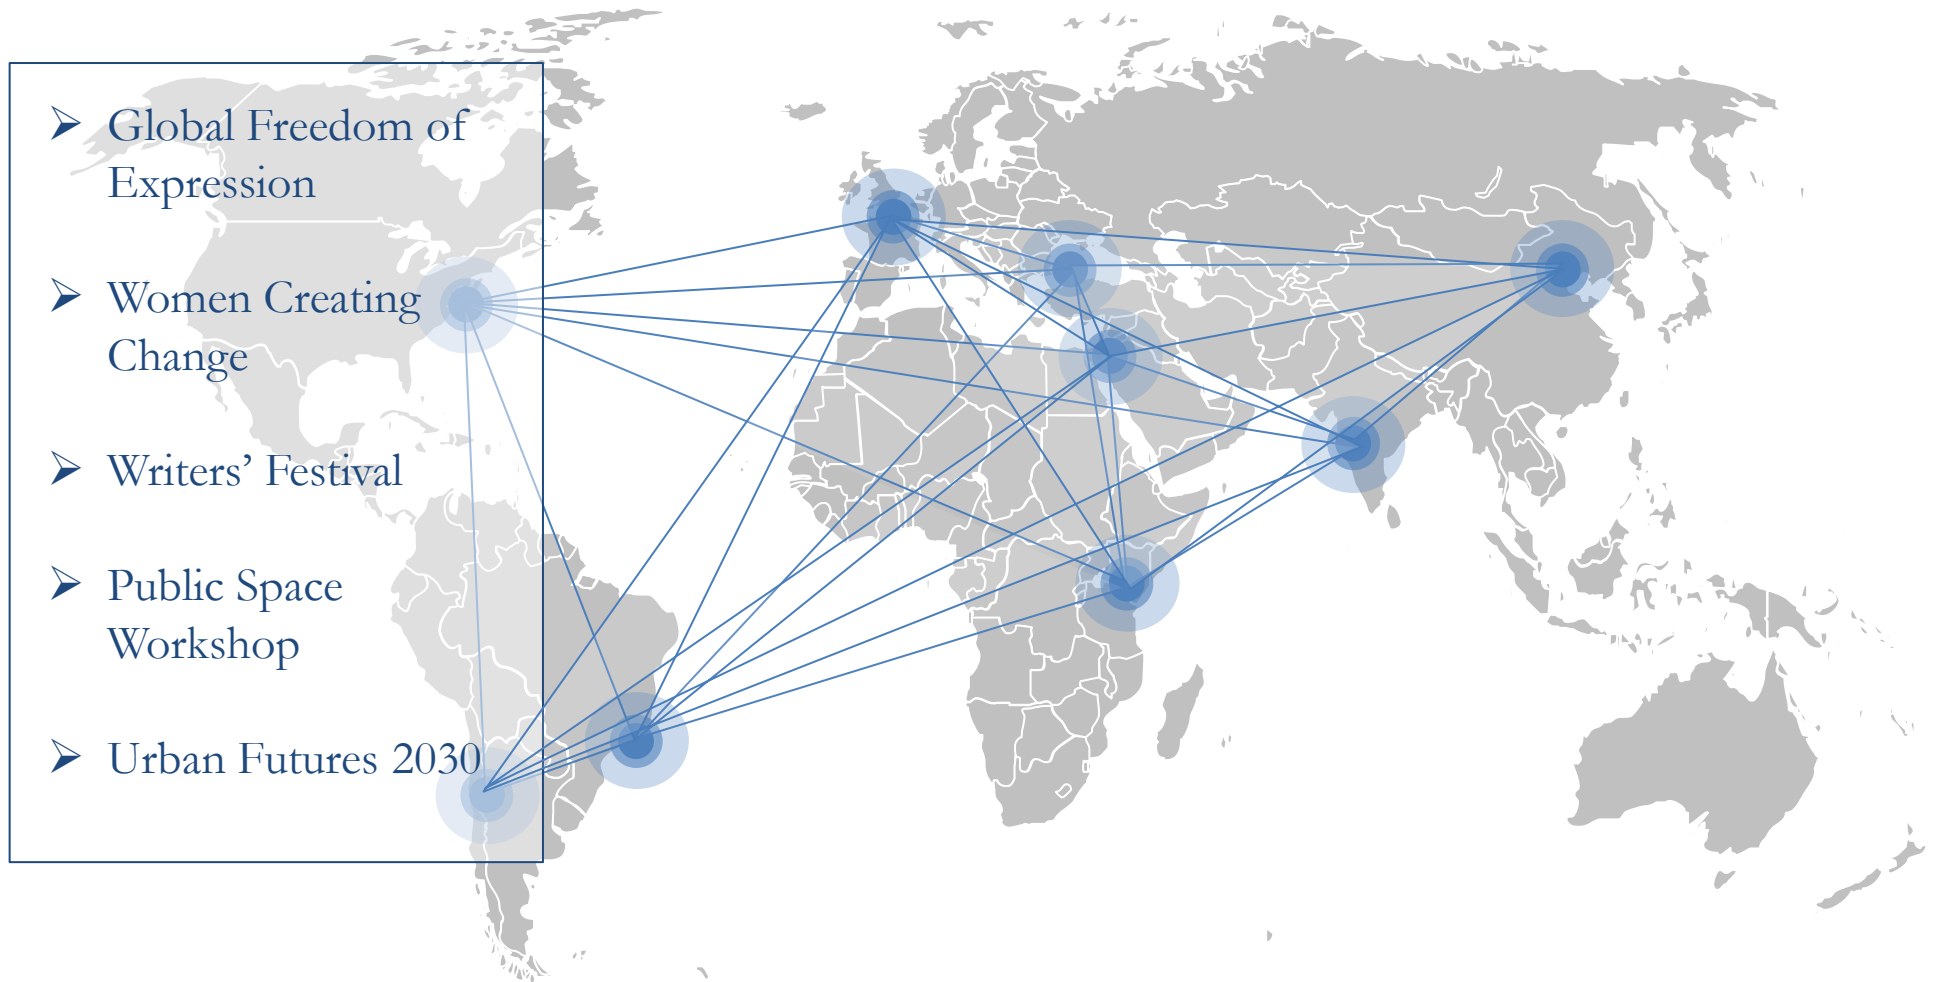 ➢ Global Freedom of
Expression
➢ Women Creating
Change
➢ Writers’ Festival
➢ Public Space
Workshop
➢ Urban Futures 2030